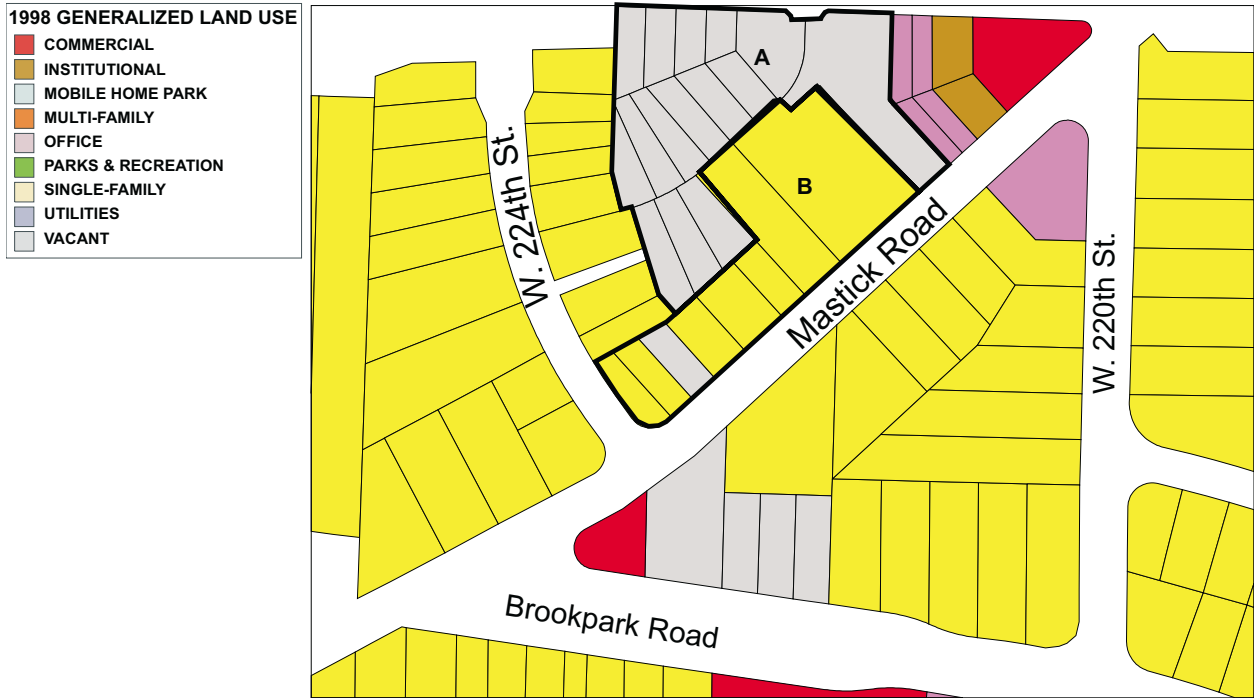 1998 GENERALIZED LAND USE
COMMERCIAL
INSTITUTIONAL
MOBILE HOME PARK
MULTI-FAMILY
OFFICE
PARKS & RECREATION
SINGLE-FAMILY
UTILITIES
VACANT
A
B
W. 224th St.
Mastick Road
W. 220th St.
Brookpark Road